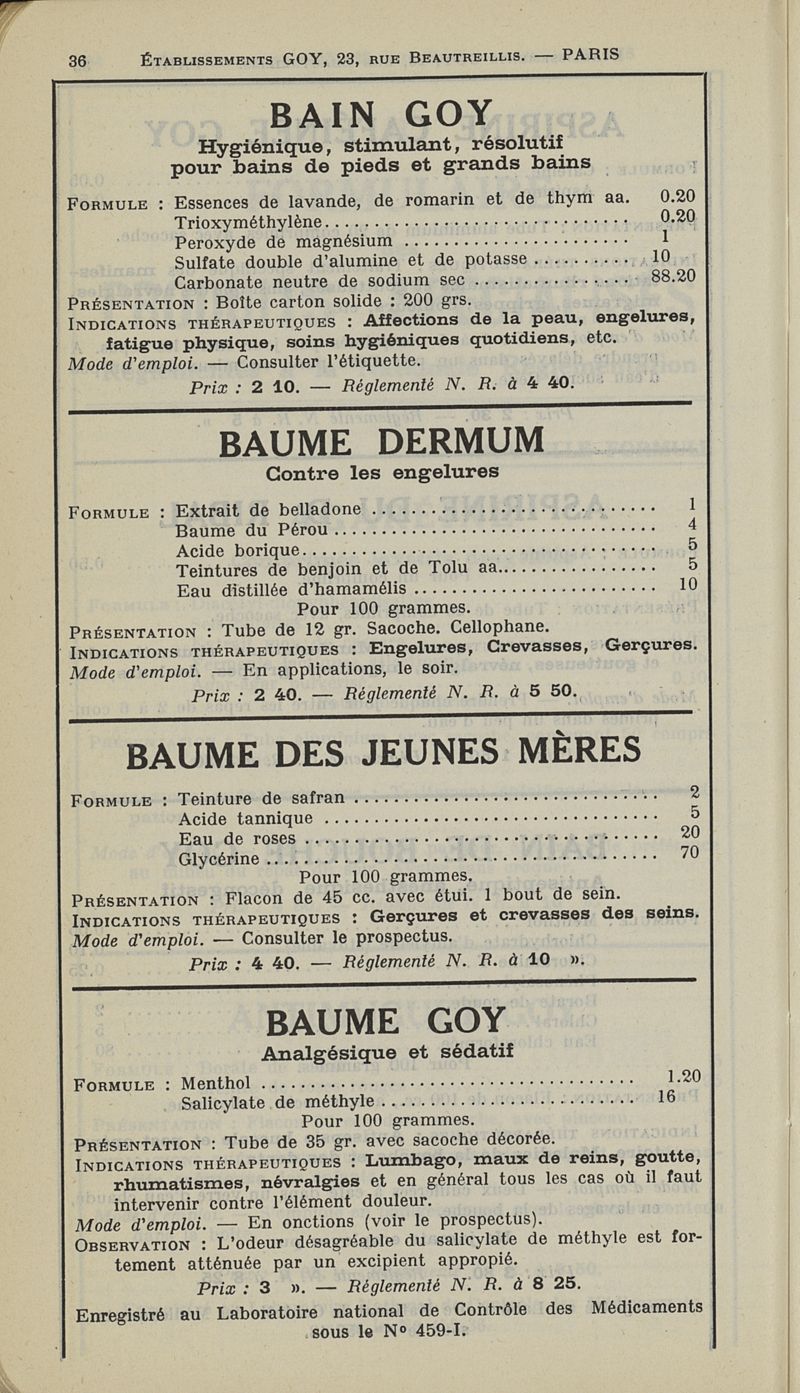 36 ÉTABLISSEMENTS GOY, 23, RUE BEAUTREILLIS. — PARIS
BAIN GOY
Hygiénique, stimulant, résolutif
pour bains de pieds et grands bains
FORMULE : Essences de lavande, de romarin et de thym aa. 0.20
Trioxyméthylène.............................. 0.20
Peroxyde de magnésium ....................... 1
Sulfate double d'alumine et de potasse .......... 10
Carbonate neutre de sodium sec ................ 88.20
PRÉSENTATION : Boîte carton solide : 200 grs.
INDICATIONS THÉRAPEUTIQUES : Affections de la peau, engelures,
fatigue physique, soins hygiéniques quotidiens, etc.
Mode d'emploi. — Consulter l'étiquette.
Prix : 2 10. — Réglementé N. R. à 4 40.
BAUME DERMUM
Contre les engelures
FORMULE : Extrait de belladone ............................. 1
Baume du Pérou ................................. 4
Acide borique.................................... 5
Teintures de benjoin et de Tolu aa................ 5
Eau distillée d'hamamélis ......................... 10
Pour 100 grammes.
PRÉSENTATION : Tube de 12 gr. Sacoche. Cellophane.
INDICATIONS THÉRAPEUTIQUES : Engelures, Crevasses, Gerçures.
Mode d'emploi. — En applications, le soir.
Prix : 2 40. — Réglementé N. R. à 5 50.
BAUME DES JEUNES MÈRES
FORMULE : Teinture de safran ............................... 2
Acide tannique .................................. 5
Eau de roses .................................... 20
Glycérine ........................................ 70
Pour 100 grammes.
PRÉSENTATION : Flacon de 45 cc. avec étui. 1 bout de sein.
INDICATIONS THÉRAPEUTIQUES : Gerçures et crevasses des seins.
Mode d'emploi. — Consulter le prospectus.
Prix : 4 40. — Réglementé N. R. à 10 ».
BAUME GOY
Analgésique et sédatif
FORMULE : Menthol ...................................... 1.20
Salicylate de méthyle .......................... 16
Pour 100 grammes.
PRÉSENTATION : Tube de 35 gr. avec sacoche décorée.
INDICATIONS THÉRAPEUTIQUES : Lumbago, maux de reins, goutte,
rhumatismes, névralgies et en général tous les cas où il faut
intervenir contre l'élément douleur.
Mode d'emploi. — En onctions (voir le prospectus).
OBSERVATION : L'odeur désagréable du salicylate de méthyle est for-
tement atténuée par un excipient appropié.
Prix : 3 ». — Réglementé N. R. à 8 25.
Enregistré au Laboratoire national de Contrôle des Médicaments
sous le N° 459-I.